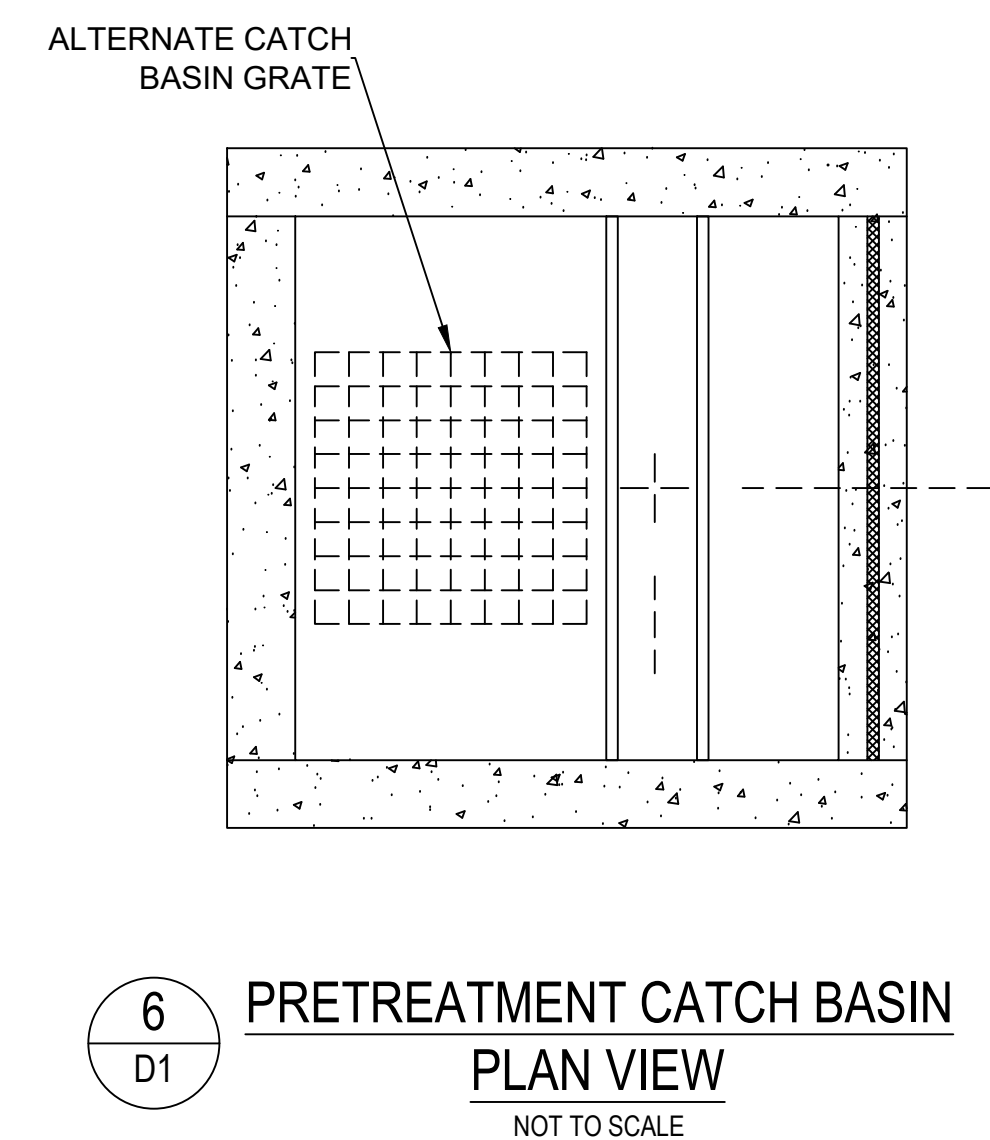 ALTERNATE CATCH
BASIN GRATE
6
D1
PRETREATMENT CATCH BASIN
PLAN VIEW
NOT TO SCALE